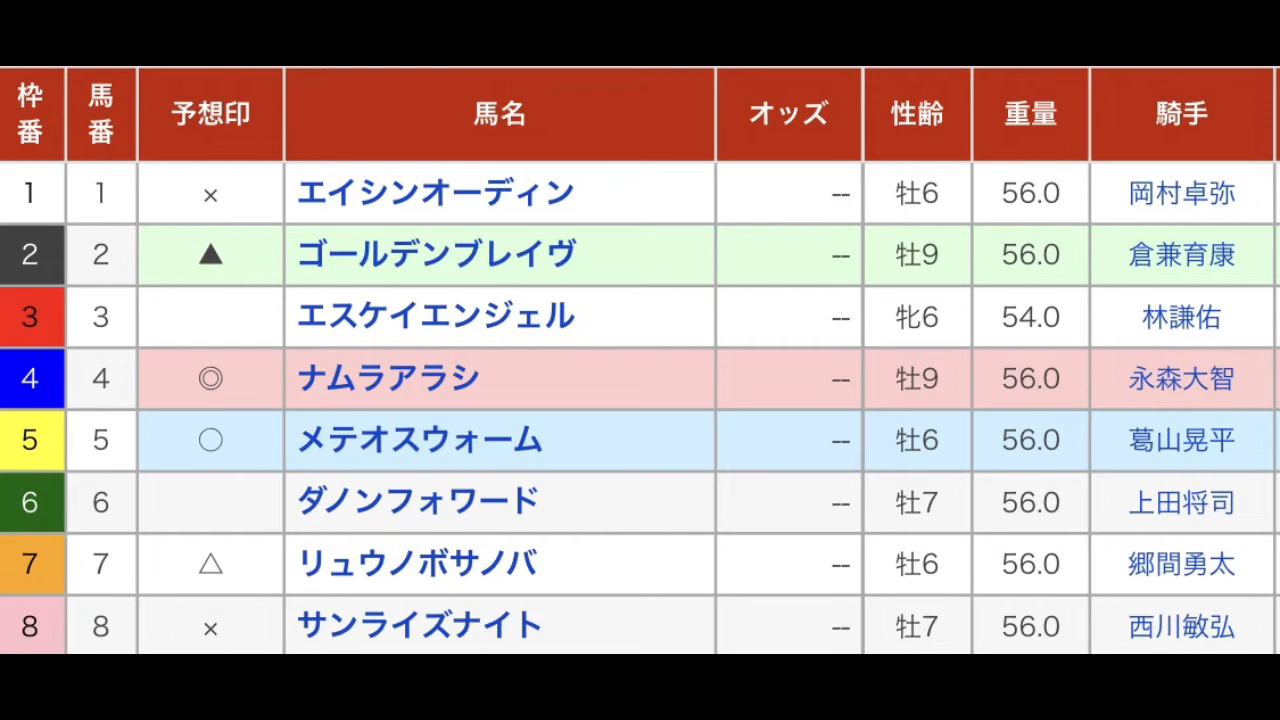 枠番 馬番 予想印 馬名 オッズ 性齢 重量 騎手
1 1 × エイシンオーディン -- 牡6 56.0 岡村卓弥
2 2 ▲ ゴールデンブレイヴ -- 牡9 56.0 倉兼育康
3 3 エスケイエンジェル -- 牝6 54.0 林謙佑
4 4 ◎ ナムラアラシ -- 牡9 56.0 永森大智
5 5 ○ メテオスウォーム -- 牡6 56.0 葛山晃平
6 6 ダノンフォワード -- 牡7 56.0 上田将司
7 7 △ リュウノボサノバ -- 牡6 56.0 郷間勇太
8 8 × サンライズナイト -- 牡7 56.0 西川敏弘